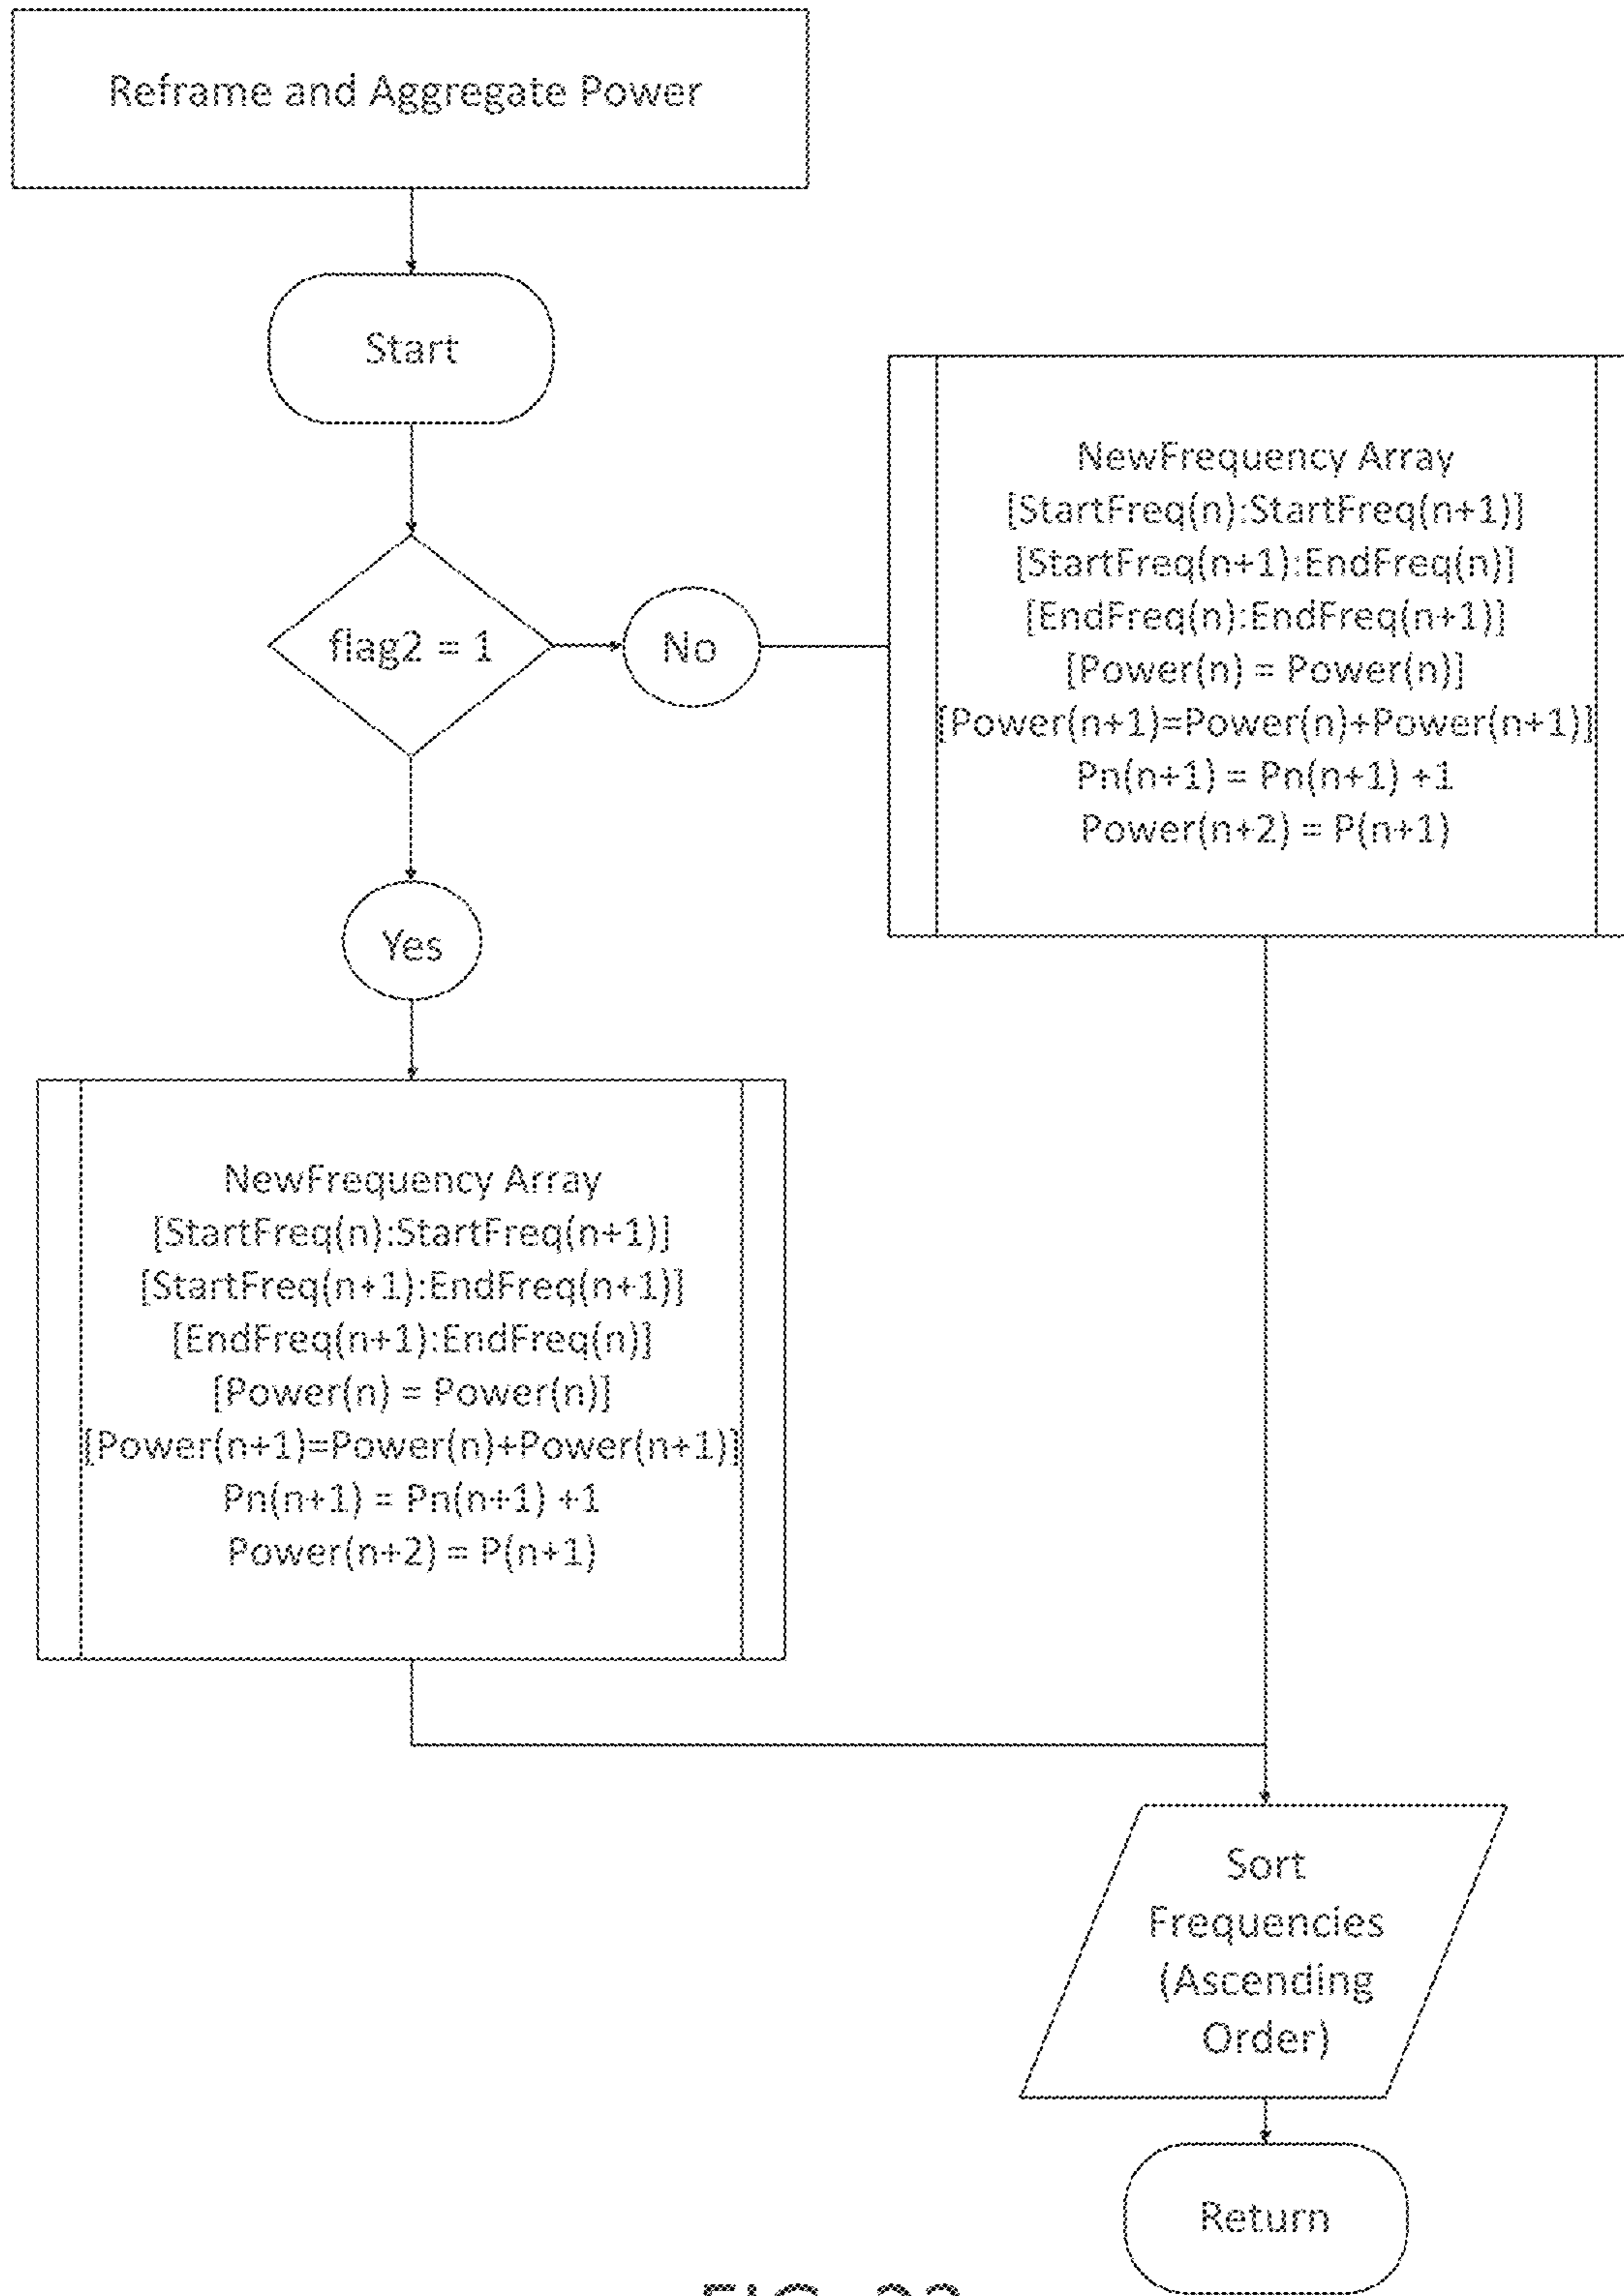 Reframe and Aggregate Power
Start
flag2 = 1
No
NewFrequency Array
[StartFreq(n):StartFreq(n+1)]
[StartFreq(n+1):EndFreq(n)]
[EndFreq(n):EndFreq(n+1)]
[Power(n) = Power(n)]
[Power(n+1)=Power(n)+Power(n+1)]
Pn(n+1) = Pn(n+1) +1
Power(n+2) = P(n+1)
Yes
NewFrequency Array
[StartFreq(n):StartFreq(n+1)]
[StartFreq(n+1):EndFreq(n+1)]
[EndFreq(n+1):EndFreq(n)]
[Power(n) = Power(n)]
[Power(n+1)=Power(n)+Power(n+1)]
Pn(n+1) = Pn(n+1) +1
Power(n+2) = P(n+1)
Sort
Frequencies
(Ascending
Order)
Return
FIG.